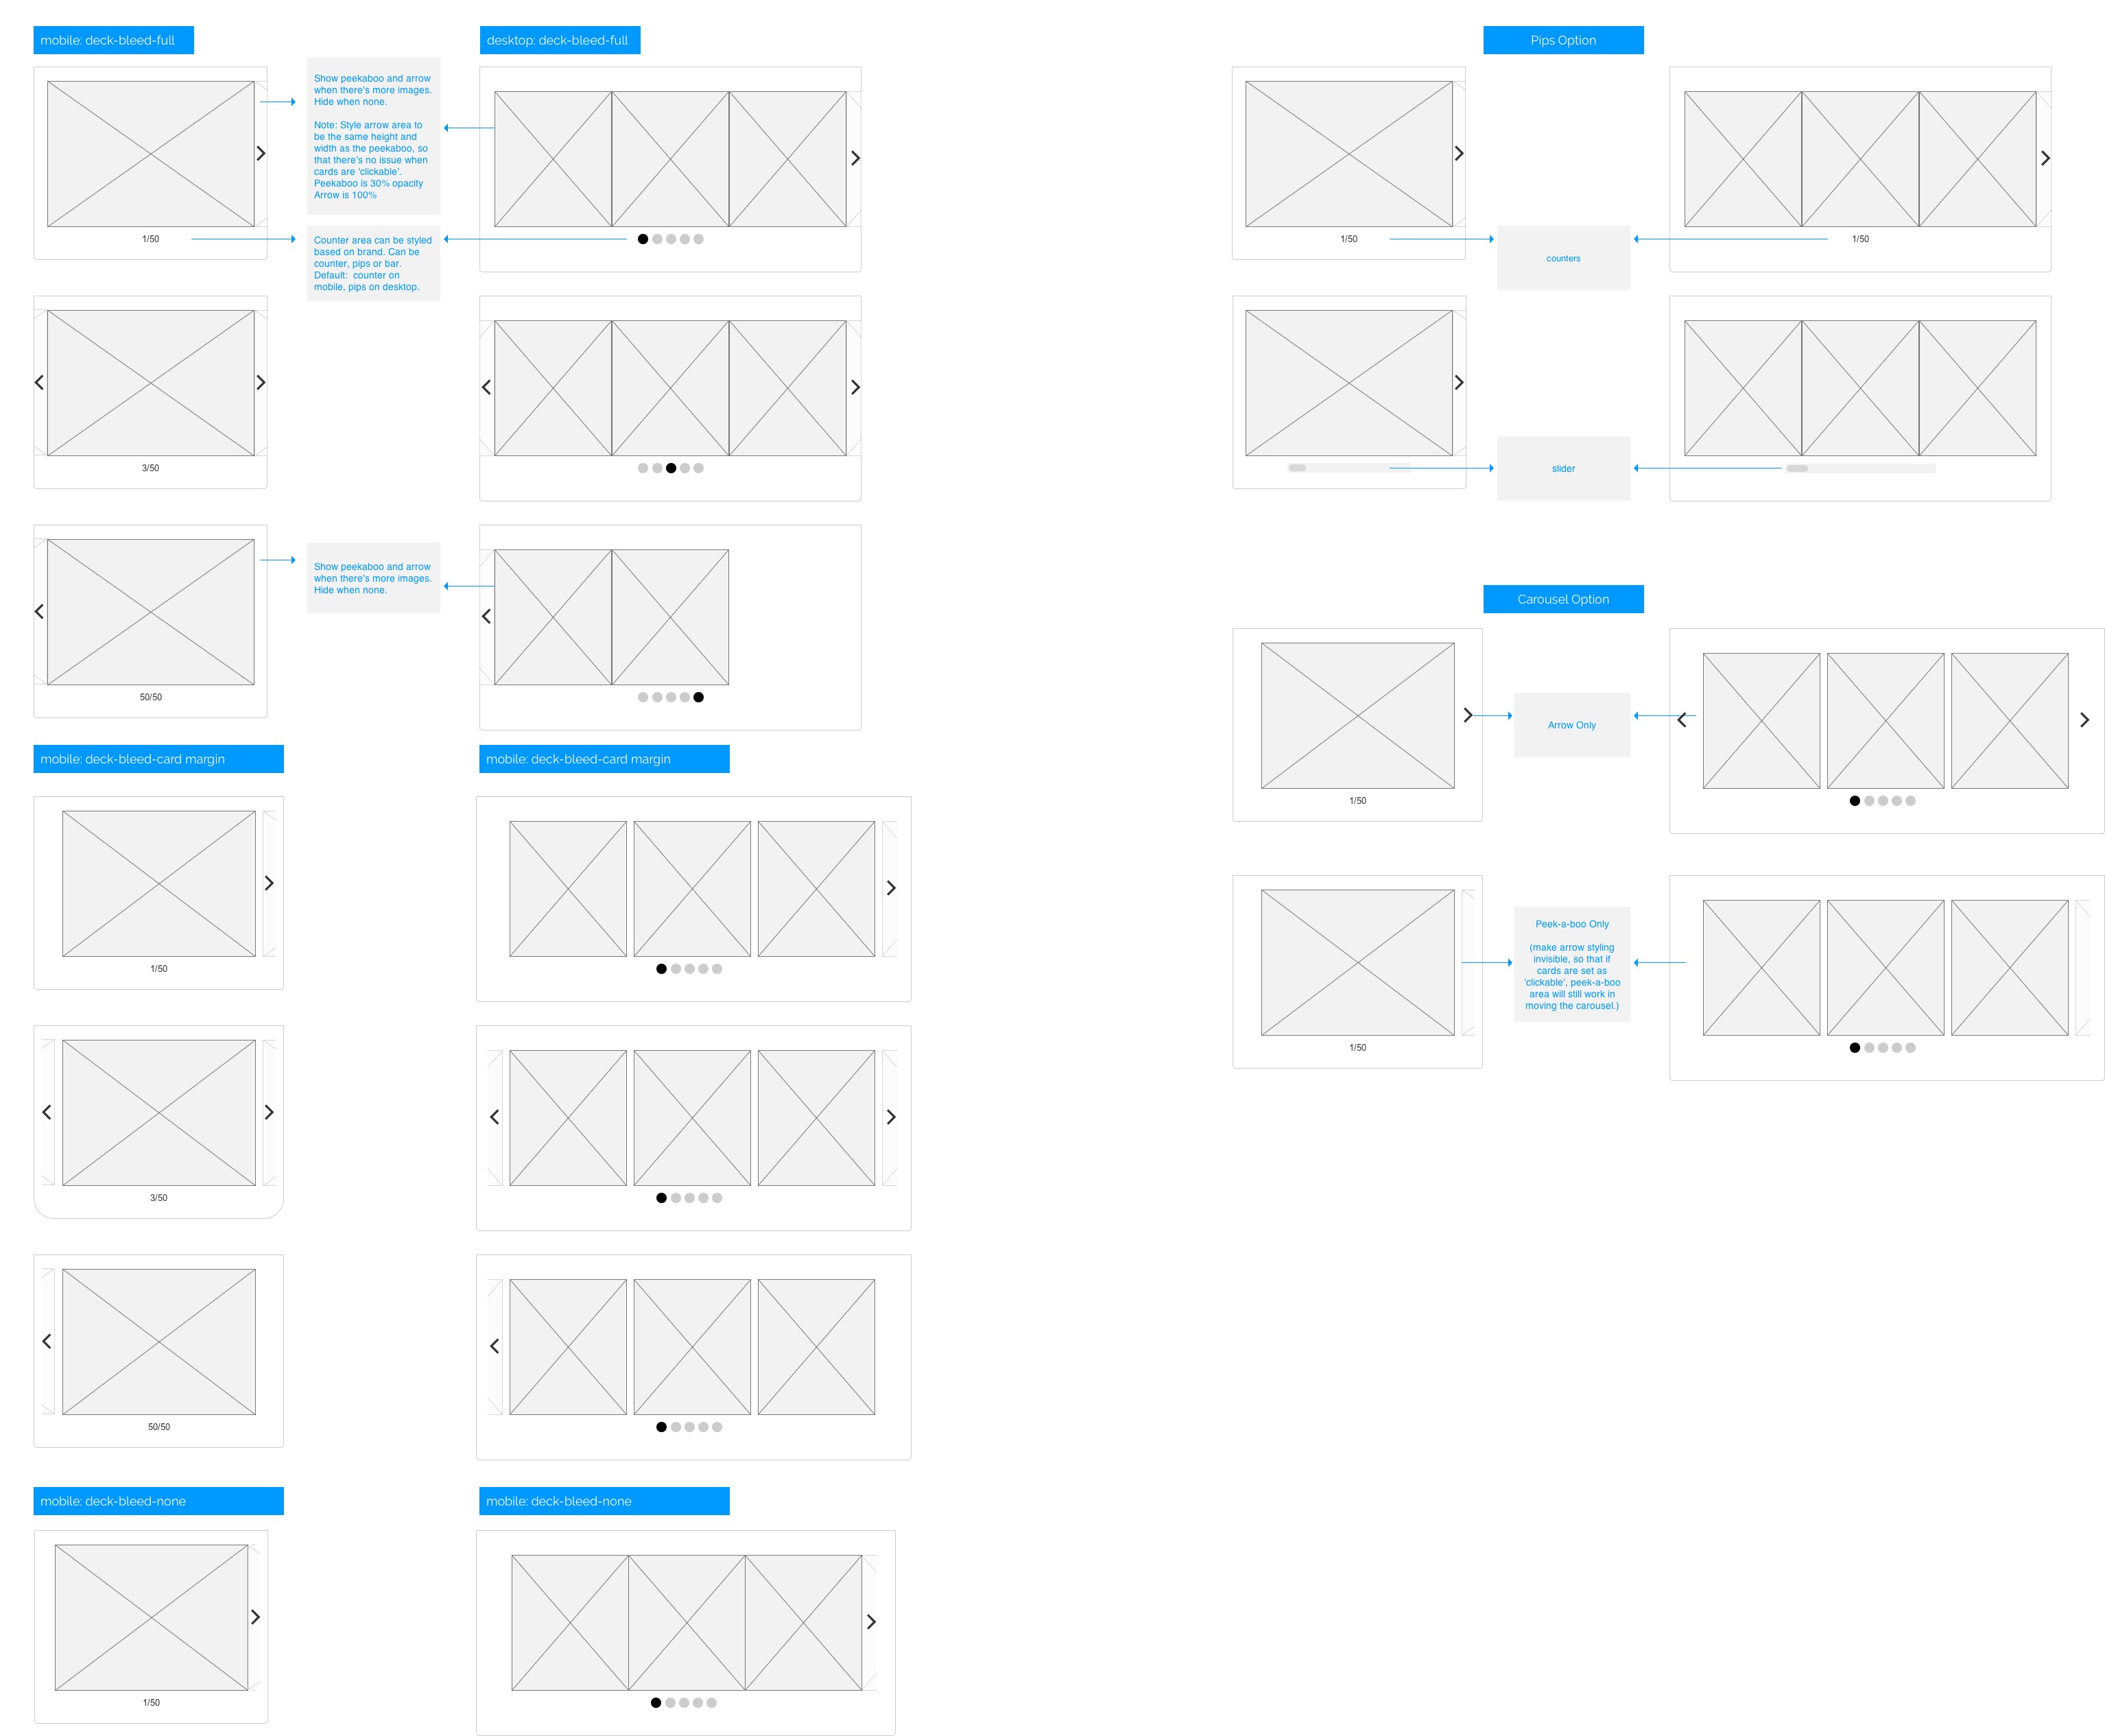 mobile: deck-bleed-full
desktop: deck-bleed-full
Show peekaboo and arrow
when there's more images.
Hide when none.
Note: Style arrow area to
be the same height and
width as the peekaboo, so
that there's no issue when
cards are 'clickable'.
Peekaboo is 30% opacity
Arrow is 100%
1/50
Counter area can be styled
based on brand. Can be
counter, pips or bar.
Default:  counter on
mobile, pips on desktop.
3/50
Show peekaboo and arrow
when there's more images.
Hide when none.
50/50
mobile: deck-bleed-card margin
mobile: deck-bleed-card margin
1/50
3/50
50/50
mobile: deck-bleed-none
mobile: deck-bleed-none
1/50
Pips Option
1/50
counters
1/50
slider
Carousel Option
Arrow Only
1/50
Peek-a-boo Only
(make arrow styling
invisible, so that if
cards are set as
'clickable', peek-a-boo
area will still work in
moving the carousel.)
1/50